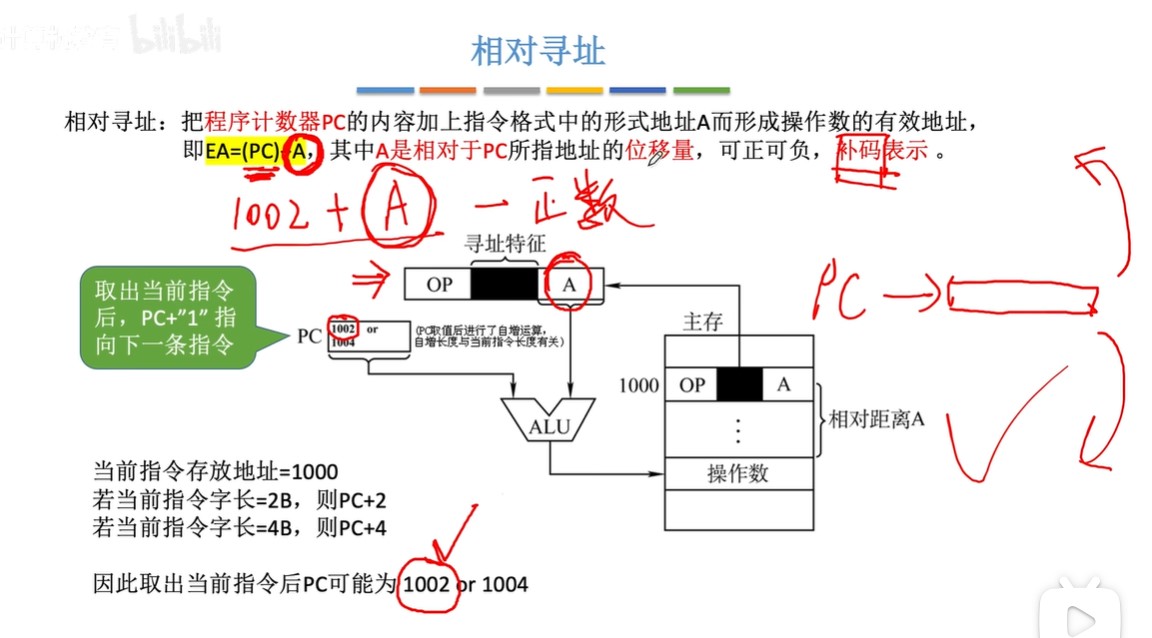 bilibili
相对寻址
相对寻址：把程序计数器PC的内容加上指令格式中的形式地址A而形成操作数的有效地址，
即EA=(PC)+A，其中A是相对于PC所指地址的位移量，可正可负，补码表示。
1002 + A — 正数
寻址特征
OP A
取出当前指令
后，PC+"1" 指
向下一条指令
PC
1002 or
1004
(PC取值后进行了自增运算，
自增长度与当前指令长度有关)
PC
主存
1000 OP A
ALU
相对距离A
操作数
当前指令存放地址=1000
若当前指令字长=2B，则PC+2
若当前指令字长=4B，则PC+4
因此取出当前指令后PC可能为 1002 or 1004